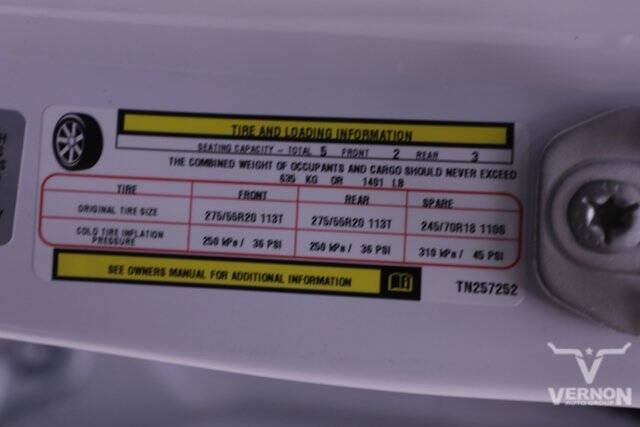 TIRE AND LOADING INFORMATION
SEATING CAPACITY - TOTAL 5 FRONT 2 REAR 3
THE COMBINED WEIGHT OF OCCUPANTS AND CARGO SHOULD NEVER EXCEED
635 KG OR 1401 LB
TIRE FRONT REAR SPARE
ORIGINAL TIRE SIZE 275/55R20 113T 275/55R20 113T 245/70R18 110S
COLD TIRE INFLATION PRESSURE 250 kPa / 36 PSI 250 kPa / 36 PSI 310 kPa / 45 PSI
SEE OWNERS MANUAL FOR ADDITIONAL INFORMATION
TN257252
VERNON
AUTO GROUP